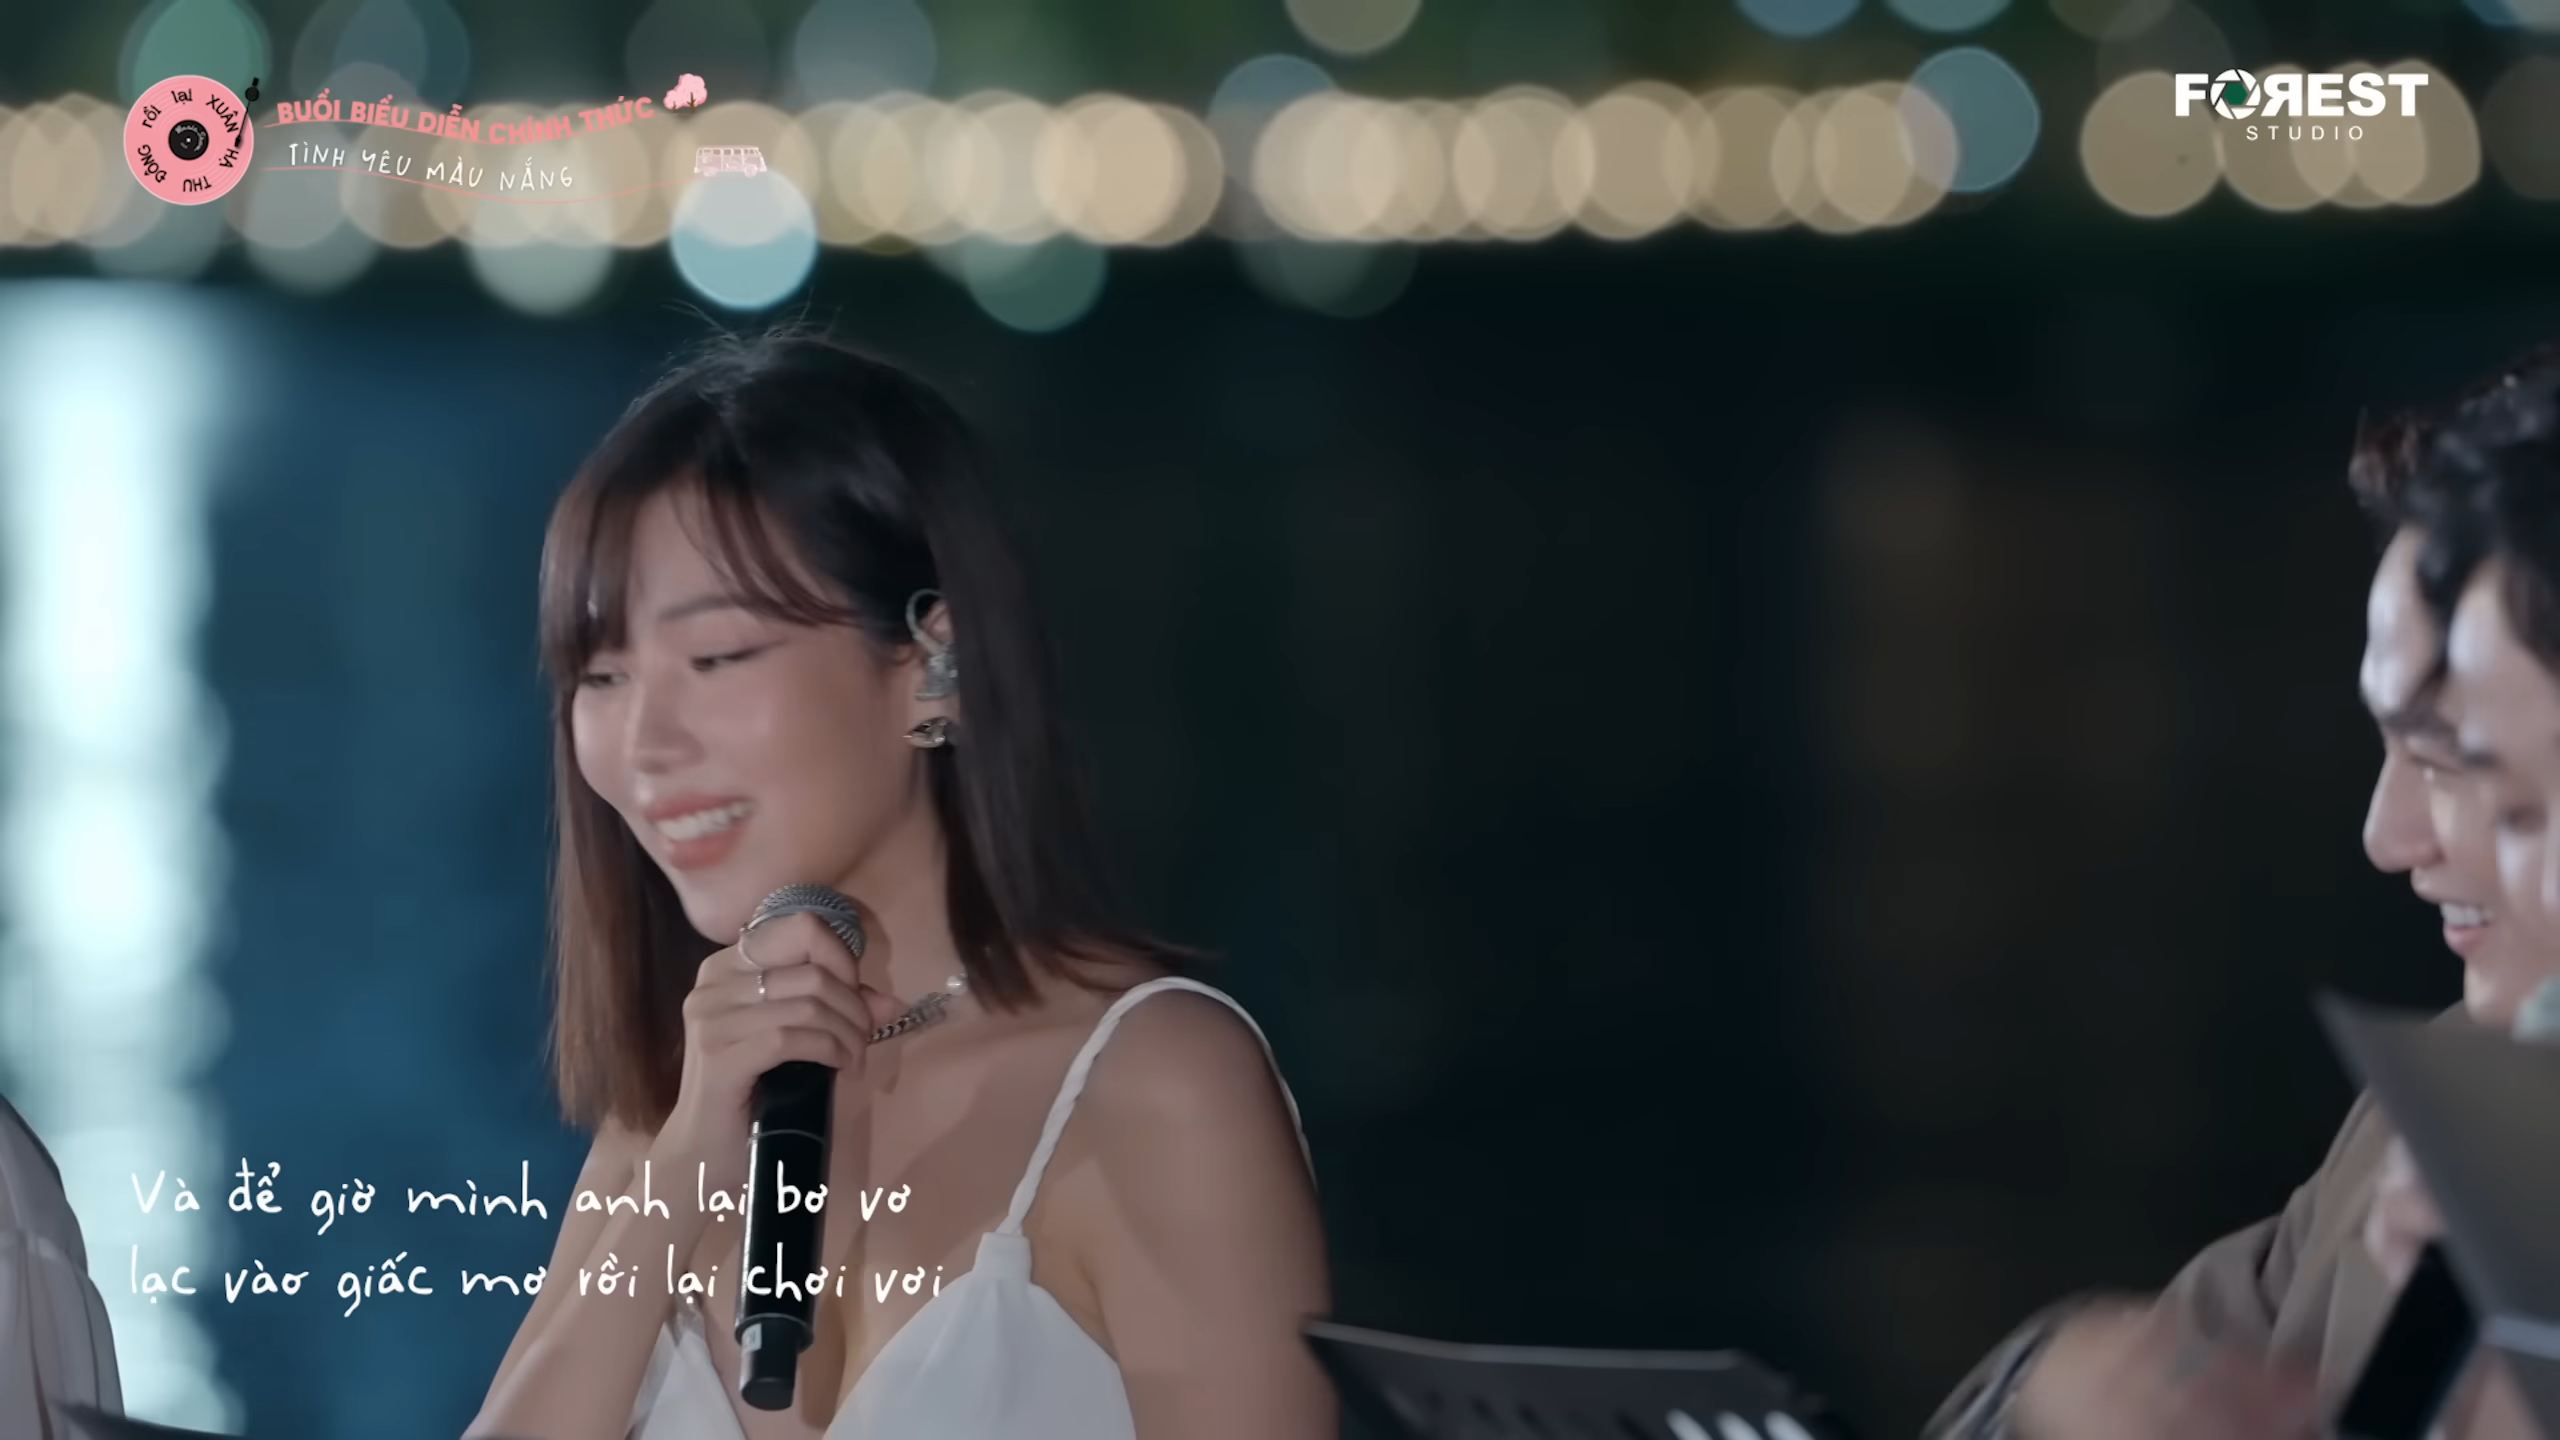 rồi lại XUÂN HẠ THU ĐÔNG
BUỔI BIỂU DIỄN CHÍNH THỨC
TÌNH YÊU MÀU NẮNG
FOREST
STUDIO
Và để giờ mình anh lại bơ vơ
lạc vào giấc mơ rồi lại chơi vơi